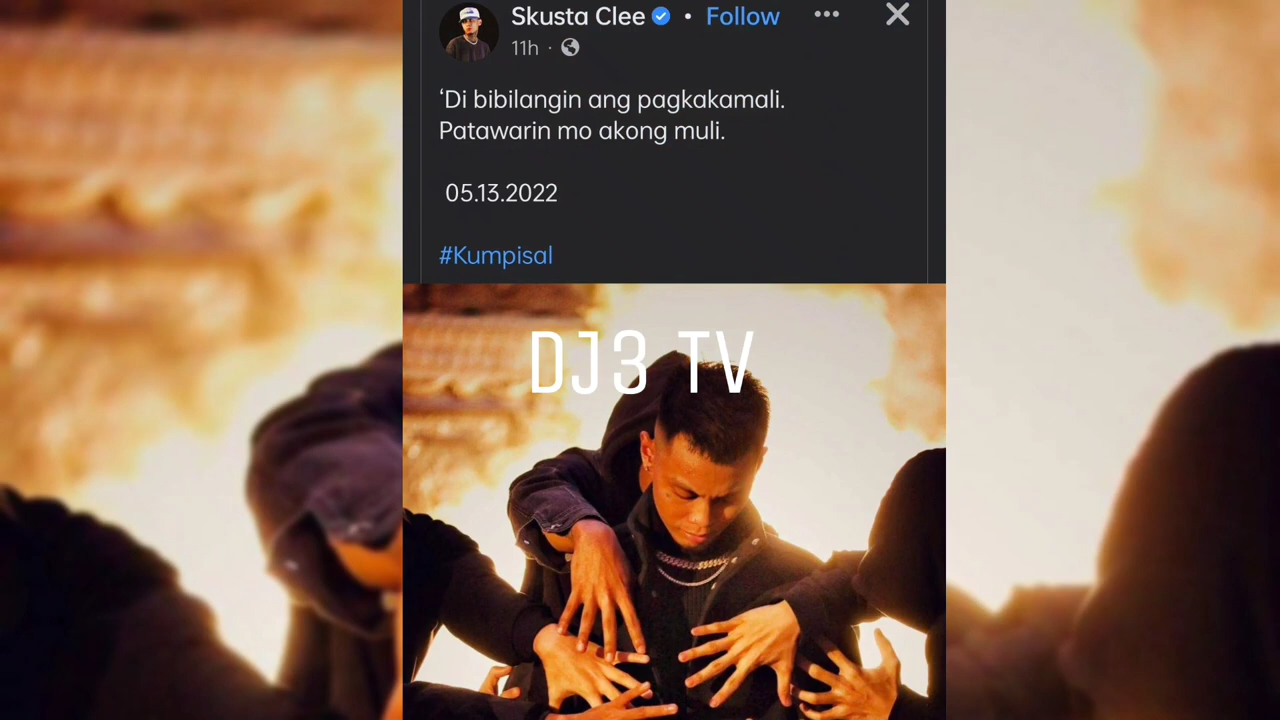 Skusta Clee • Follow
11h ·
‘Di bibilangin ang pagkakamali.
Patawarin mo akong muli.
05.13.2022
#Kumpisal
DJ3 TV